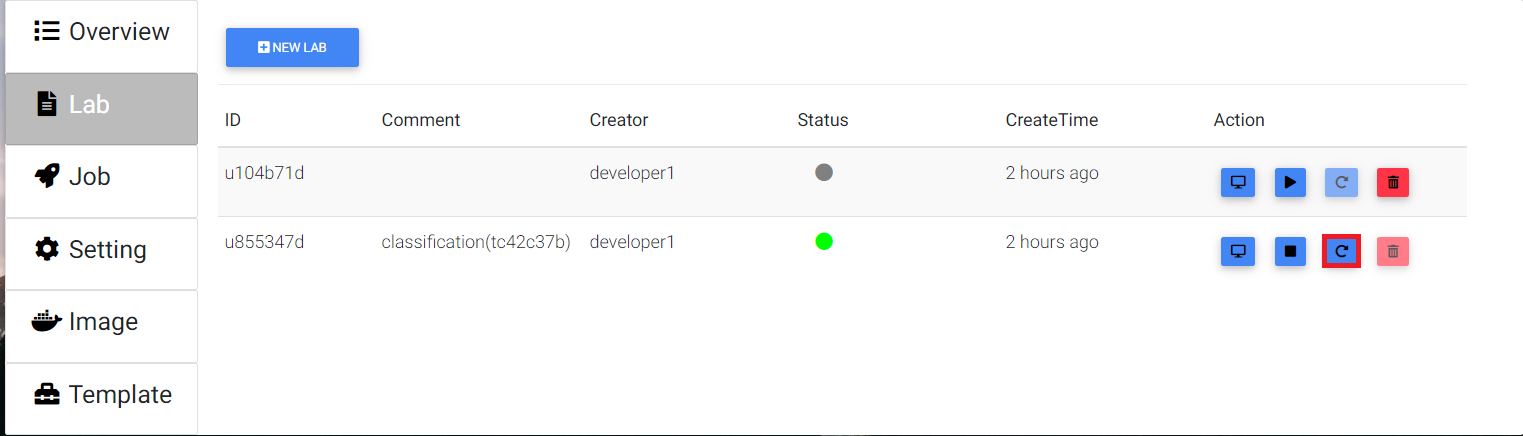 Overview
Lab
Job
Setting
Image
Template
NEW LAB
ID Comment Creator Status CreateTime Action
u104b71d developer1 2 hours ago
u855347d classification(tc42c37b) developer1 2 hours ago